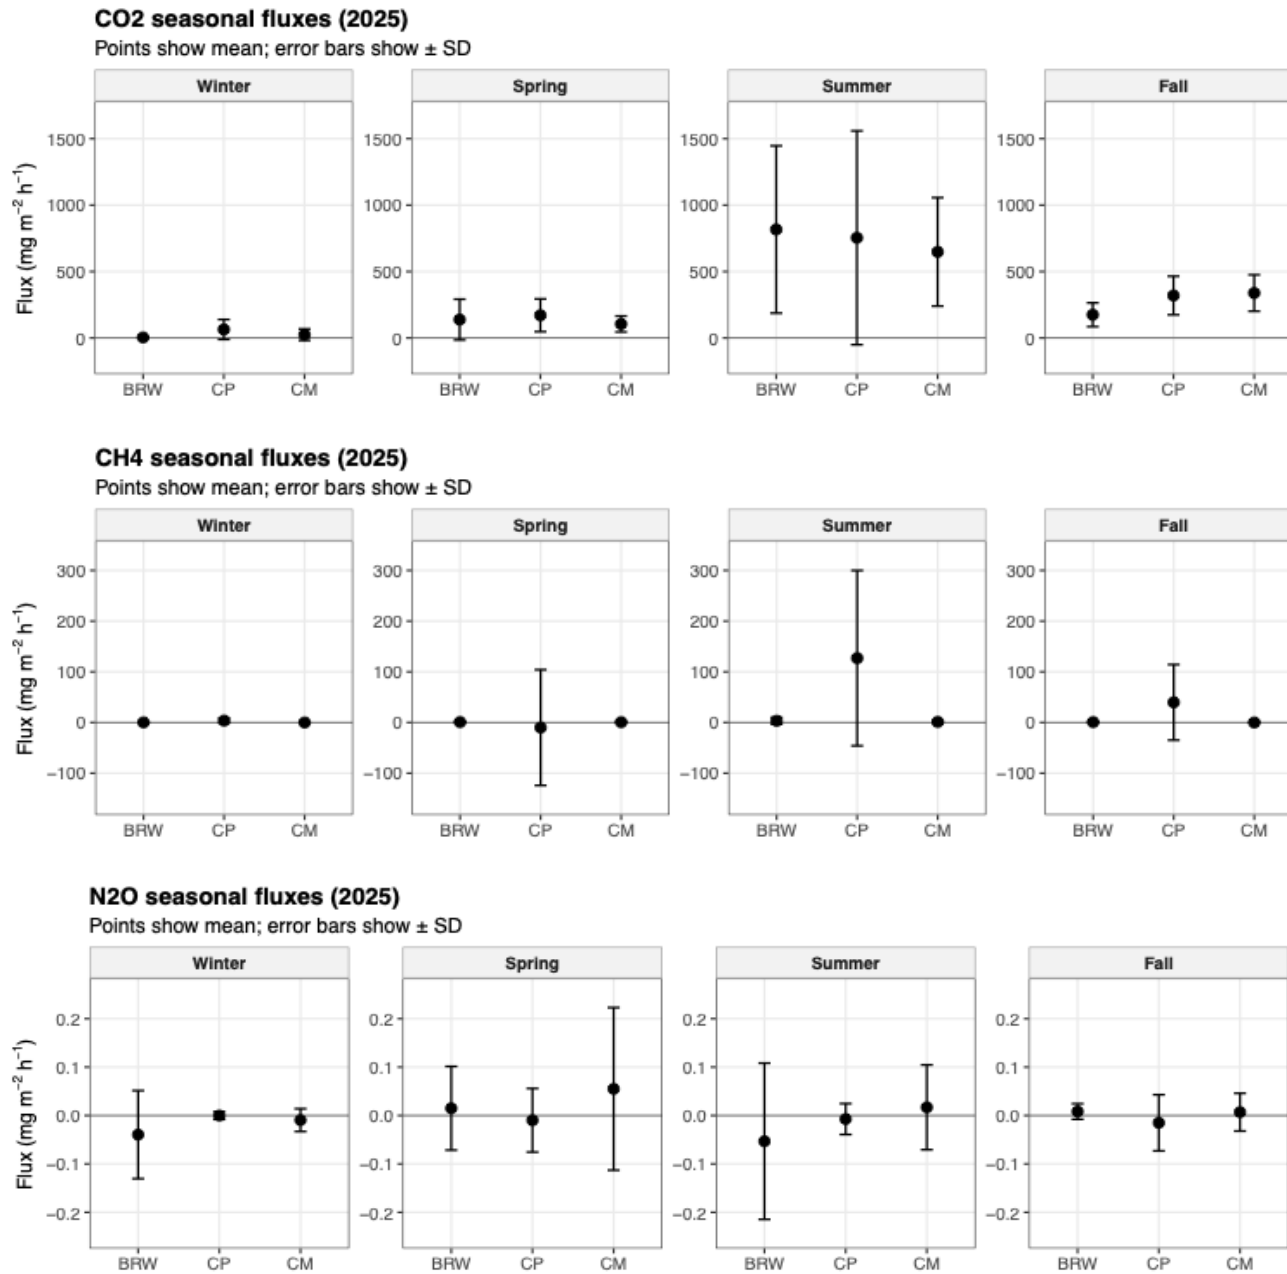 CO2 seasonal fluxes (2025)
Points show mean; error bars show ± SD
Winter Spring Summer Fall
Flux (mg m⁻² h⁻¹)
1500 1500 1500 1500
1000 1000 1000 1000
500 500 500 500
0 0 0 0
BRW CP CM BRW CP CM BRW CP CM BRW CP CM
CH4 seasonal fluxes (2025)
Points show mean; error bars show ± SD
Winter Spring Summer Fall
Flux (mg m⁻² h⁻¹)
300 300 300 300
200 200 200 200
100 100 100 100
0 0 0 0
−100 −100 −100 −100
BRW CP CM BRW CP CM BRW CP CM BRW CP CM
N2O seasonal fluxes (2025)
Points show mean; error bars show ± SD
Winter Spring Summer Fall
Flux (mg m⁻² h⁻¹)
0.2 0.2 0.2 0.2
0.1 0.1 0.1 0.1
0.0 0.0 0.0 0.0
−0.1 −0.1 −0.1 −0.1
−0.2 −0.2 −0.2 −0.2
BRW CP CM BRW CP CM BRW CP CM BRW CP CM